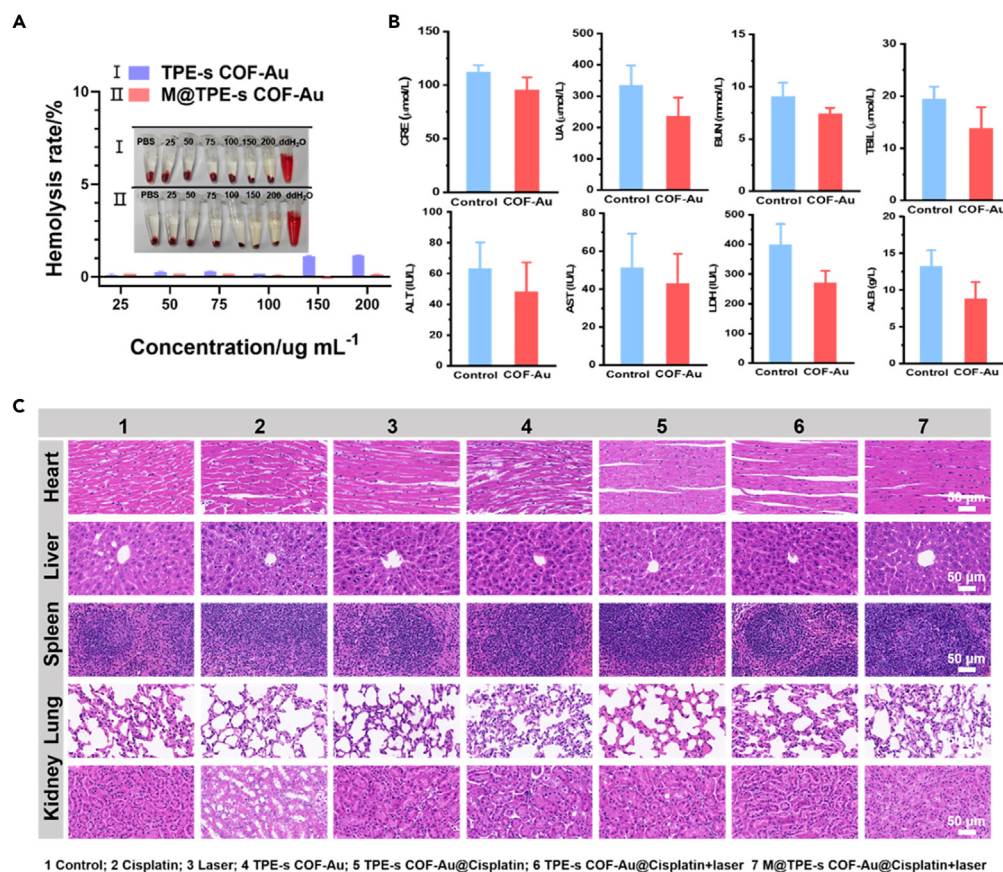 A
I TPE-s COF-Au
II M@TPE-s COF-Au
Hemolysis rate/%
10
5
0
I
PBS 25 50 75 100 150 200 ddH₂O
II
PBS 25 50 75 100 150 200 ddH₂O
25 50 75 100 150 200
Concentration/ug mL⁻¹
B
CRE (μmol/L)
150
100
50
0
Control COF-Au
UA (μmol/L)
500
400
300
200
100
0
Control COF-Au
BUN (mmol/L)
15
10
5
0
Control COF-Au
TBIL (μmol/L)
30
20
10
0
Control COF-Au
ALT (IU/L)
100
80
60
40
20
0
Control COF-Au
AST (IU/L)
80
60
40
20
0
Control COF-Au
LDH (IU/L)
500
400
300
200
100
0
Control COF-Au
ALB (g/L)
20
15
10
5
0
Control COF-Au
C
1 2 3 4 5 6 7
Heart
50 μm
Liver
50 μm
Spleen
50 μm
Lung
Kidney
50 μm
1 Control; 2 Cisplatin; 3 Laser; 4 TPE-s COF-Au; 5 TPE-s COF-Au@Cisplatin; 6 TPE-s COF-Au@Cisplatin+laser 7 M@TPE-s COF-Au@Cisplatin+laser